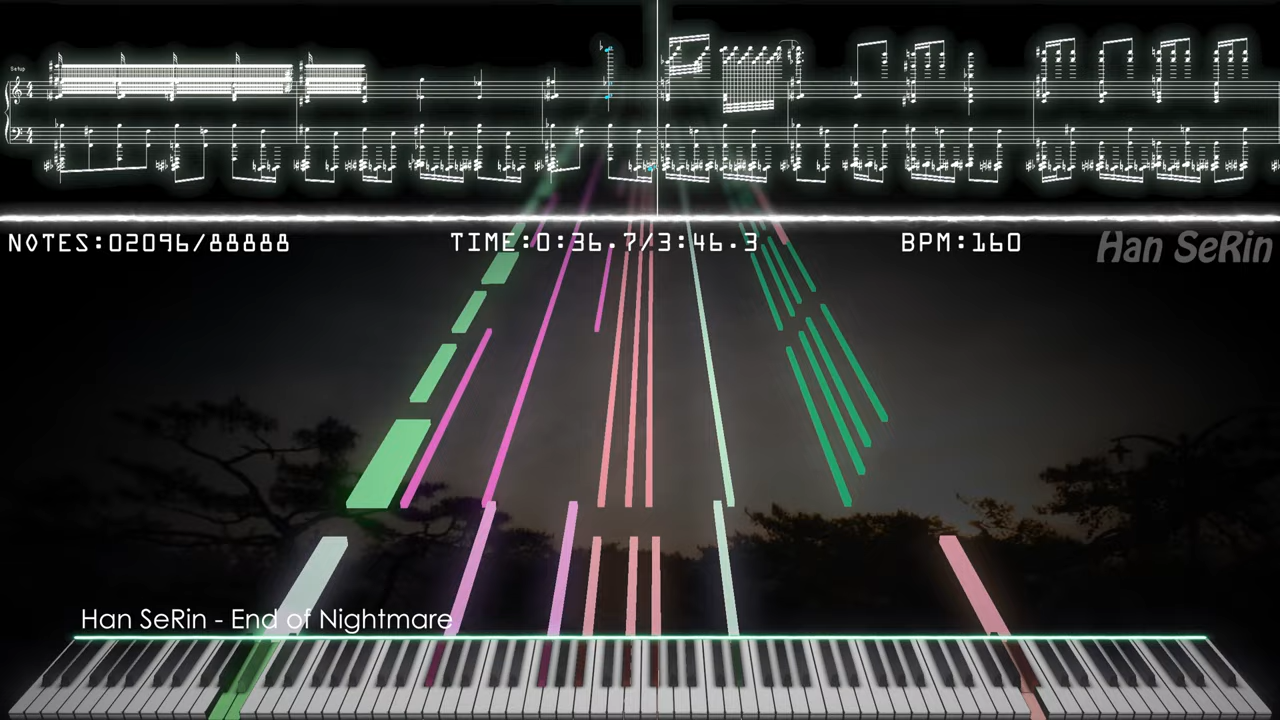 Setup
NOTES:02096/88888
TIME:0:36.7/3:46.3
BPM:160
Han SeRin
Han SeRin - End of Nightmare